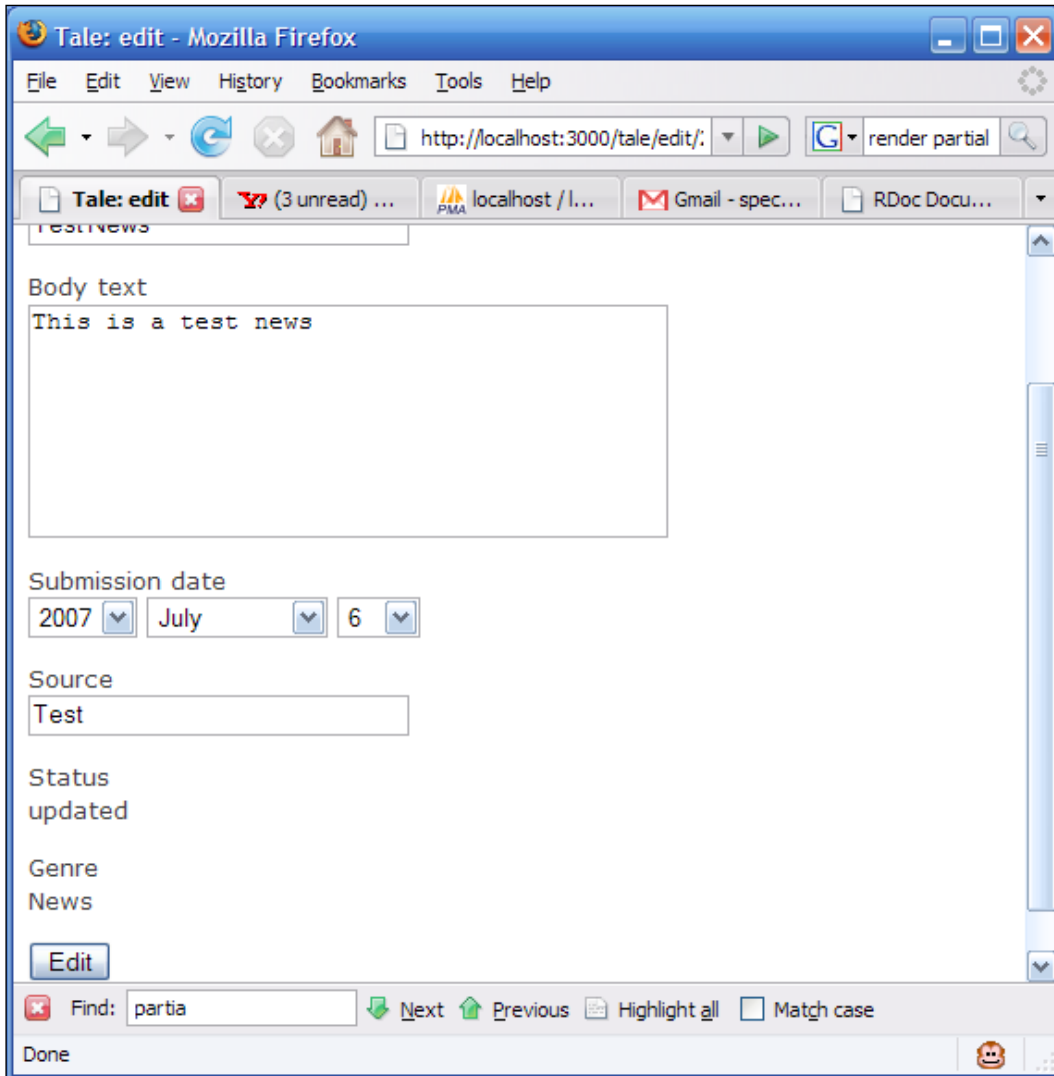 Tale: edit - Mozilla Firefox
File Edit View History Bookmarks Tools Help
http://localhost:3000/tale/edit/ G render partial
Tale: edit (3 unread) ... PMA localhost / l... Gmail - spec... RDoc Docu...
TestNews
Body text
This is a test news
Submission date
2007 July 6
Source
Test
Status
updated
Genre
News
Edit
Find: partia Next Previous Highlight all Match case
Done